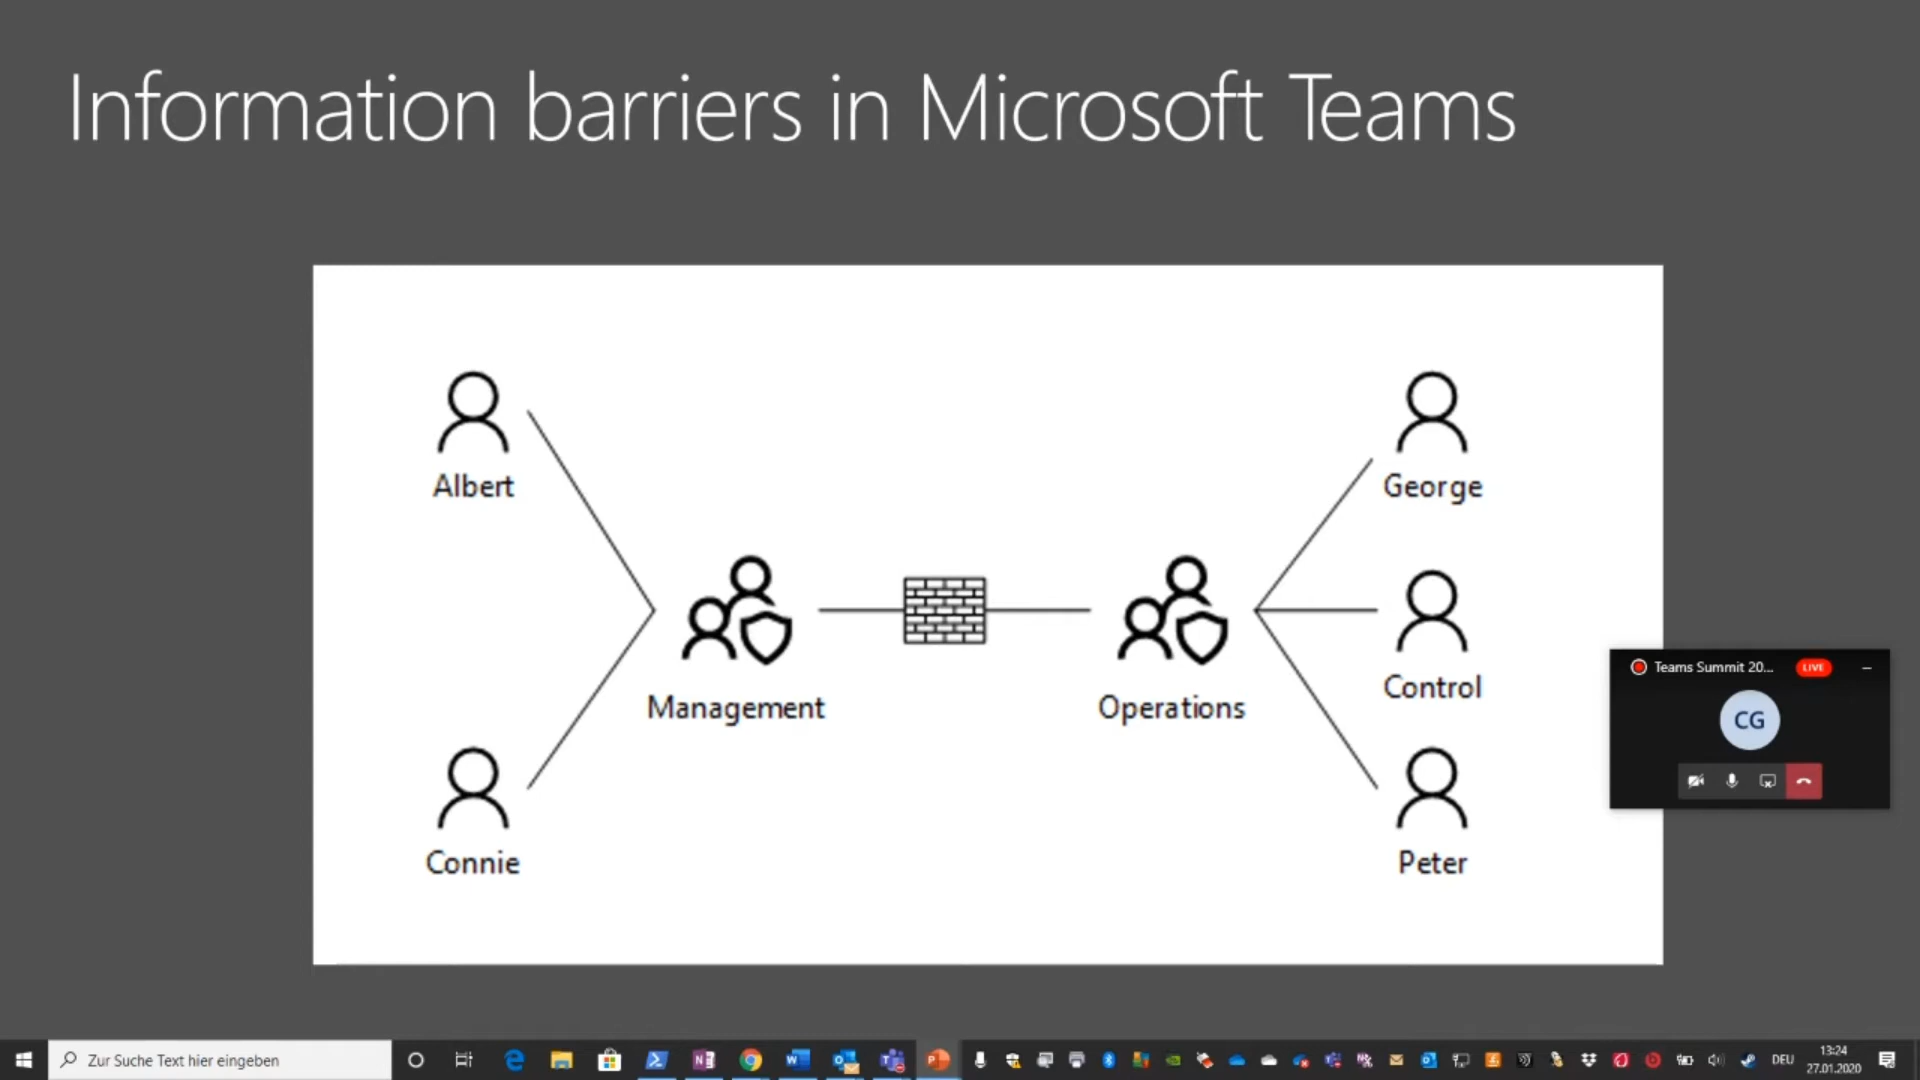 Information barriers in Microsoft Teams
Albert
George
Management
Operations
Control
Connie
Peter
Teams Summit 20...
LIVE
CG
Zur Suche Text hier eingeben
DEU
13:24
27.01.2020